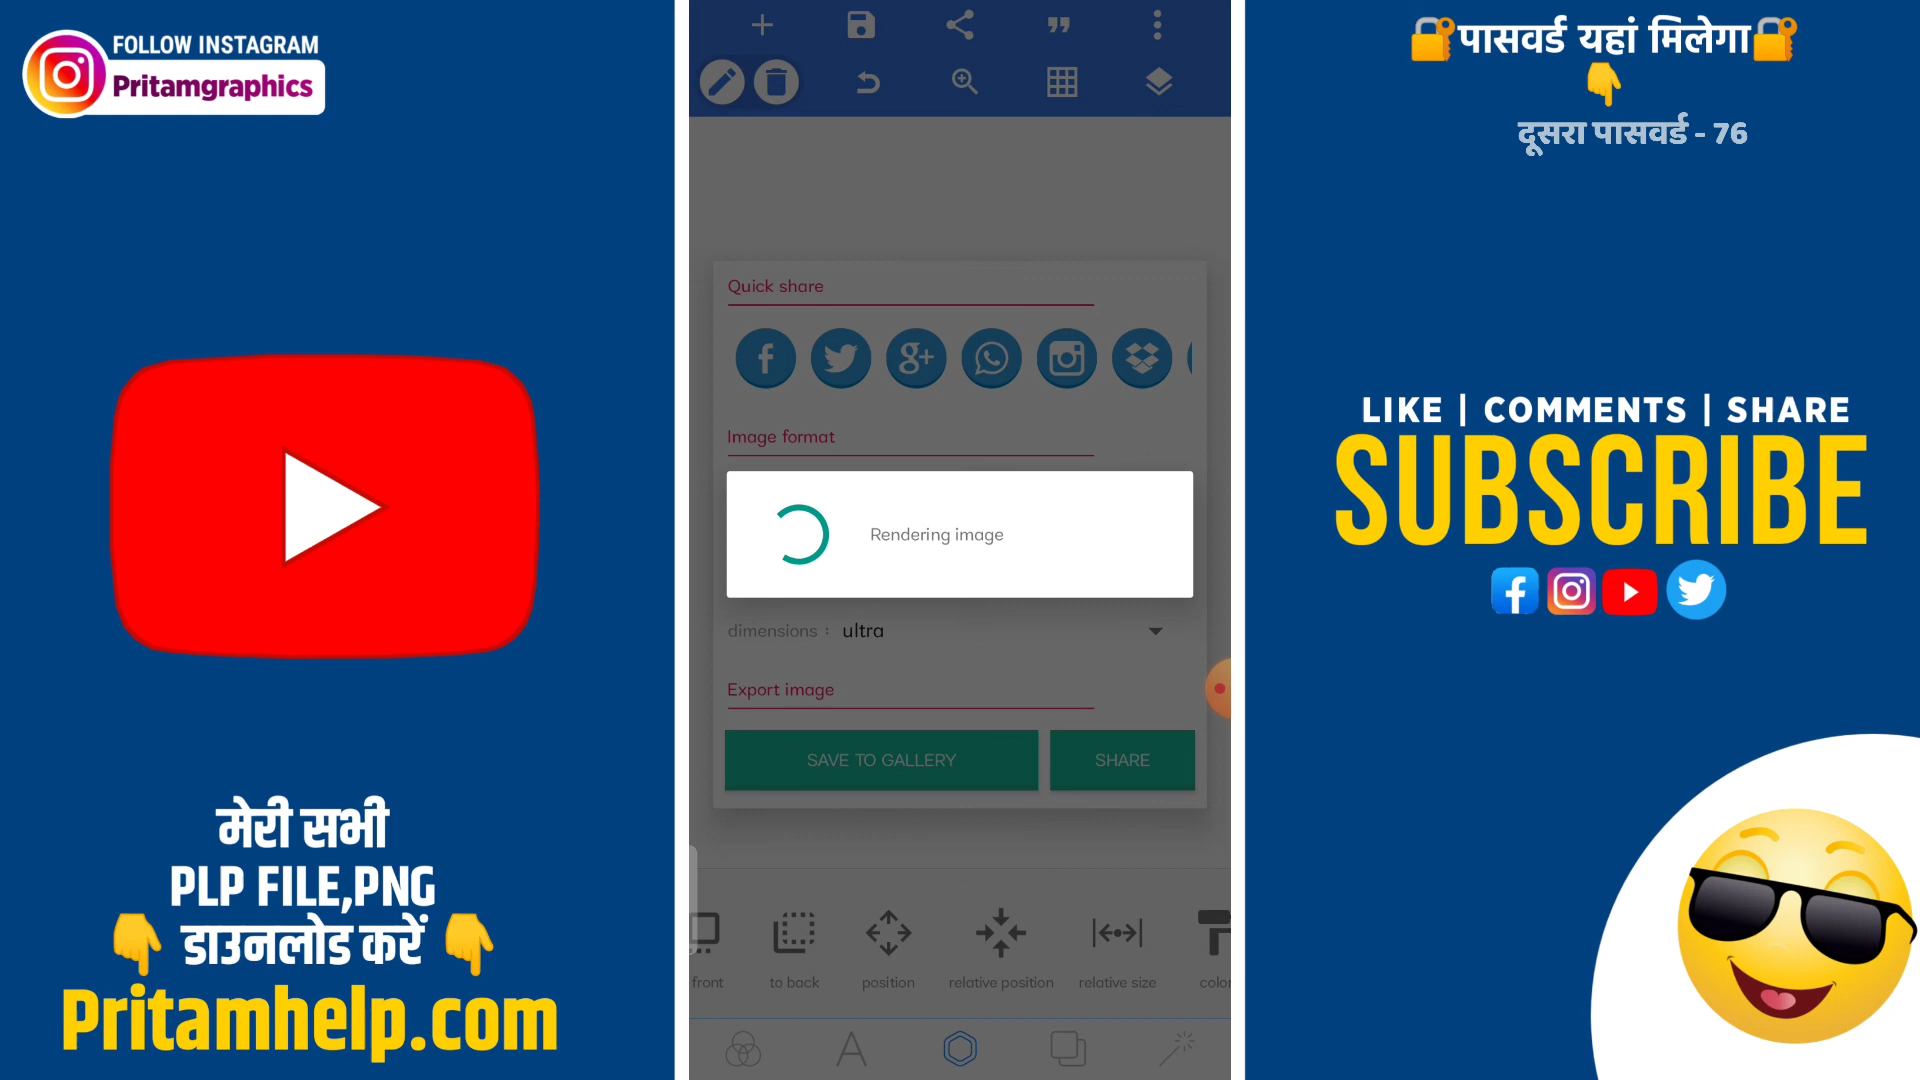 FOLLOW INSTAGRAM
Pritamgraphics
मेरी सभी
PLP FILE,PNG
डाउनलोड करें
Pritamhelp.com
Quick share
Image format
Rendering image
dimensions : ultra
Export image
SAVE TO GALLERY
SHARE
front
to back
position
relative position
relative size
color
पासवर्ड यहां मिलेगा
दूसरा पासवर्ड - 76
LIKE | COMMENTS | SHARE
SUBSCRIBE